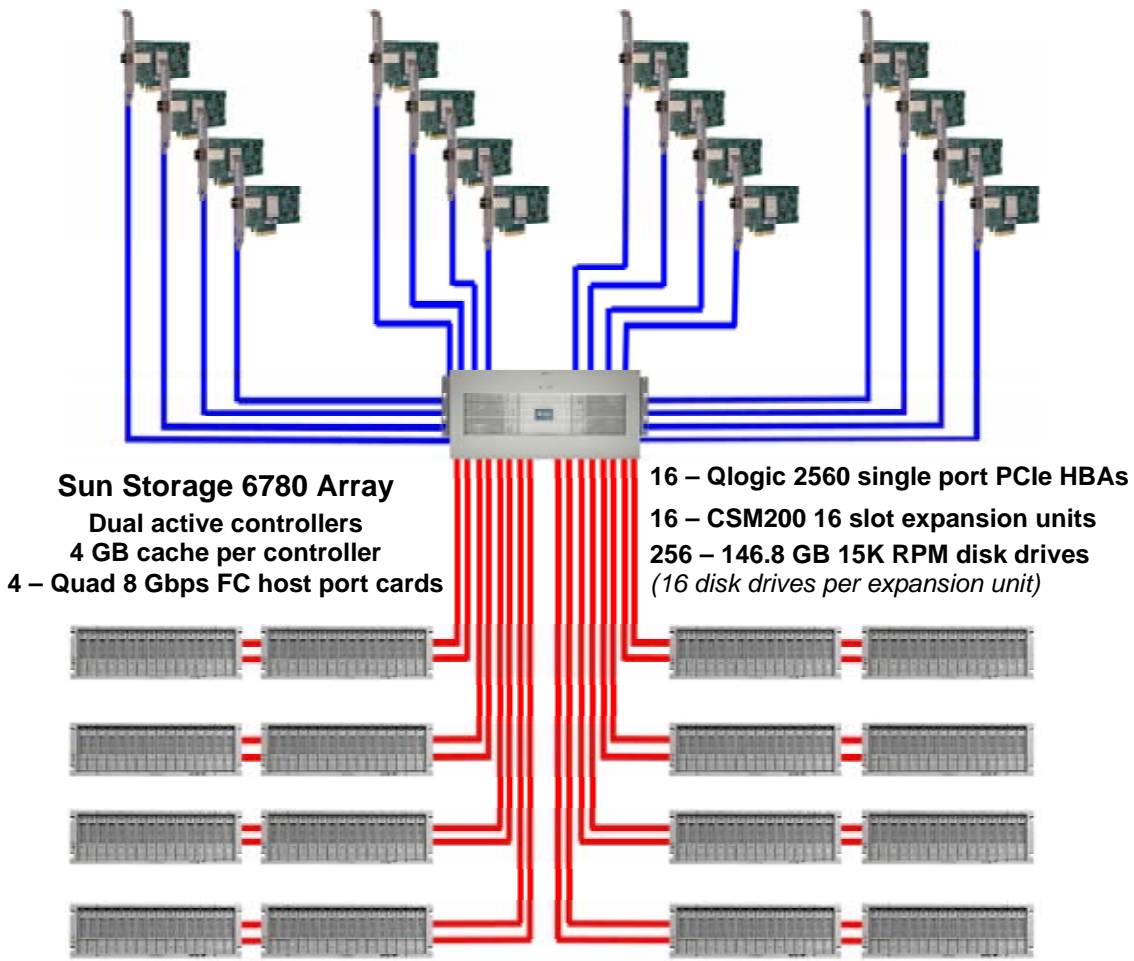 Sun Storage 6780 Array
Dual active controllers
4 GB cache per controller
4 – Quad 8 Gbps FC host port cards
16 – Qlogic 2560 single port PCIe HBAs
16 – CSM200 16 slot expansion units
256 – 146.8 GB 15K RPM disk drives
(16 disk drives per expansion unit)